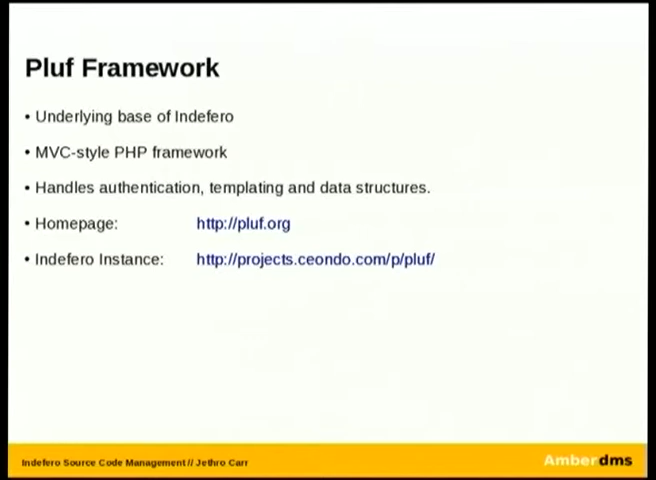 Pluf Framework
• Underlying base of Indefero
• MVC-style PHP framework
• Handles authentication, templating and data structures.
• Homepage: http://pluf.org
• Indefero Instance: http://projects.ceondo.com/p/pluf/
Indefero Source Code Management // Jethro Carr
Amberdms